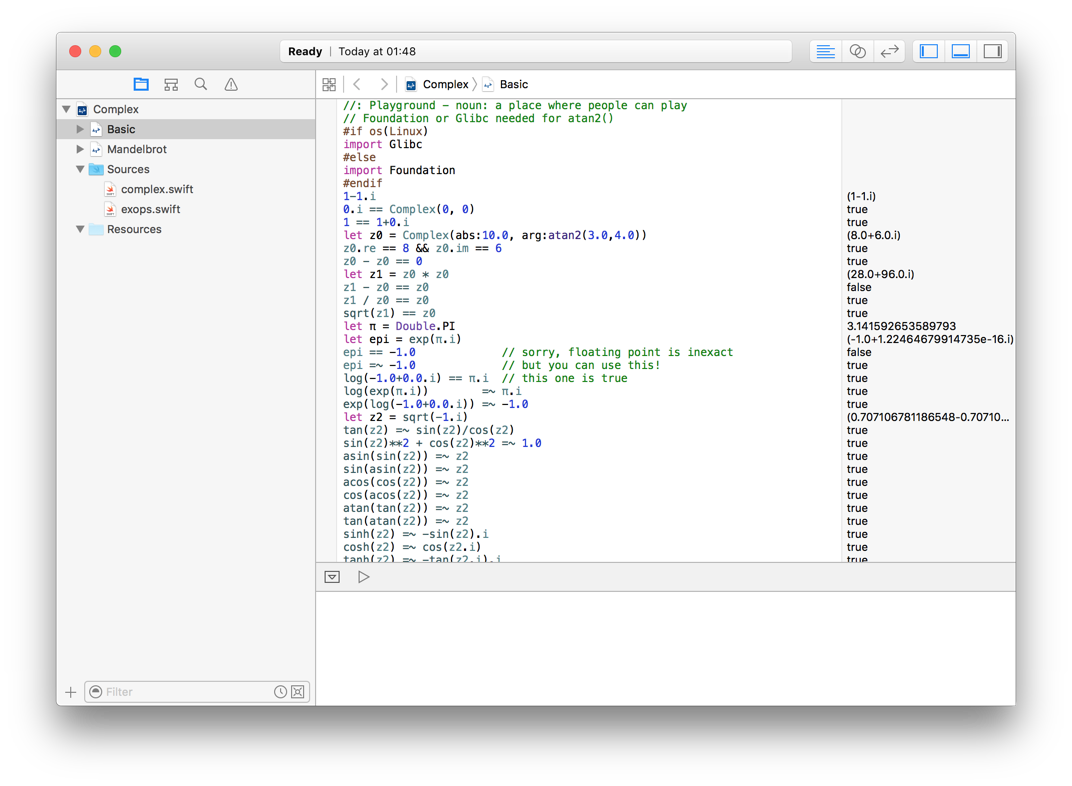 Ready | Today at 01:48
Complex 〉 Basic
Complex
Basic
Mandelbrot
Sources
complex.swift
exops.swift
Resources
Filter
//: Playground - noun: a place where people can play
// Foundation or Glibc needed for atan2()
#if os(Linux)
import Glibc
#else
import Foundation
#endif
1-1.i (1-1.i)
0.i == Complex(0, 0) true
1 == 1+0.i true
let z0 = Complex(abs:10.0, arg:atan2(3.0,4.0)) (8.0+6.0.i)
z0.re == 8 && z0.im == 6 true
z0 - z0 == 0 true
let z1 = z0 * z0 (28.0+96.0.i)
z1 - z0 == z0 false
z1 / z0 == z0 true
sqrt(z1) == z0 true
let π = Double.PI 3.141592653589793
let epi = exp(π.i) (-1.0+1.22464679914735e-16.i)
epi == -1.0 // sorry, floating point is inexact false
epi =~ -1.0 // but you can use this! true
log(-1.0+0.0.i) == π.i // this one is true true
log(exp(π.i)) =~ π.i true
exp(log(-1.0+0.0.i)) =~ -1.0 true
let z2 = sqrt(-1.i) (0.707106781186548-0.70710...
tan(z2) =~ sin(z2)/cos(z2) true
sin(z2)**2 + cos(z2)**2 =~ 1.0 true
asin(sin(z2)) =~ z2 true
sin(asin(z2)) =~ z2 true
acos(cos(z2)) =~ z2 true
cos(acos(z2)) =~ z2 true
atan(tan(z2)) =~ z2 true
tan(atan(z2)) =~ z2 true
sinh(z2) =~ -sin(z2).i true
cosh(z2) =~ cos(z2.i) true
tanh(z2) =~ -tan(z2.i).i true